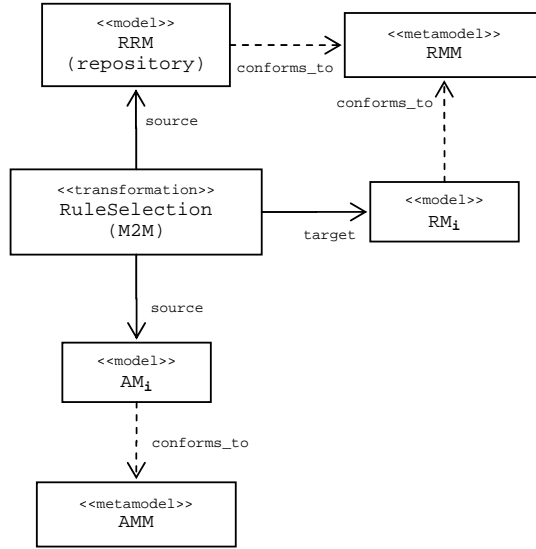 <<model>>
RRM
(repository)
<<metamodel>>
RMM
conforms_to
conforms_to
source
<<transformation>>
RuleSelection
(M2M)
<<model>>
RMi
target
source
<<model>>
AMi
conforms_to
<<metamodel>>
AMM